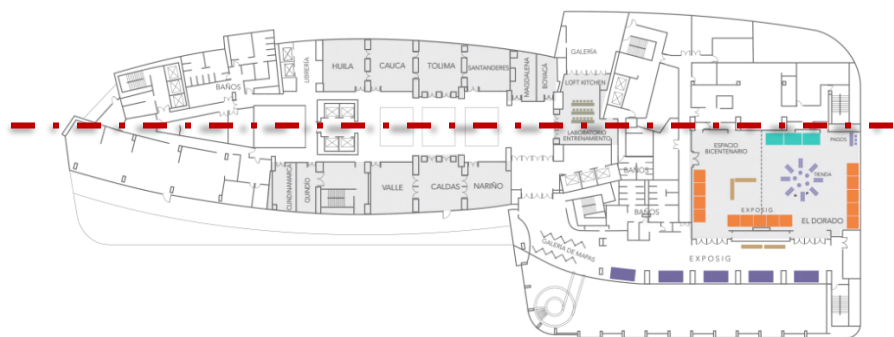 GALERÍA
BAÑOS
LIBRERÍA
HUILA
CAUCA
TOLIMA
SANTANDERES
MAGDALENA
BOYACÁ
LOFT KITCHEN
LABORATORIO
ENTRENAMIENTO
ESPACIO
BICENTENARIO
PAGOS
TIENDA
CUNDINAMARCA
QUINDÍO
VALLE
CALDAS
NARIÑO
BAÑOS
BAÑOS
EXPOSIG
EL DORADO
GALERÍA DE MAPAS
EXPOSIG